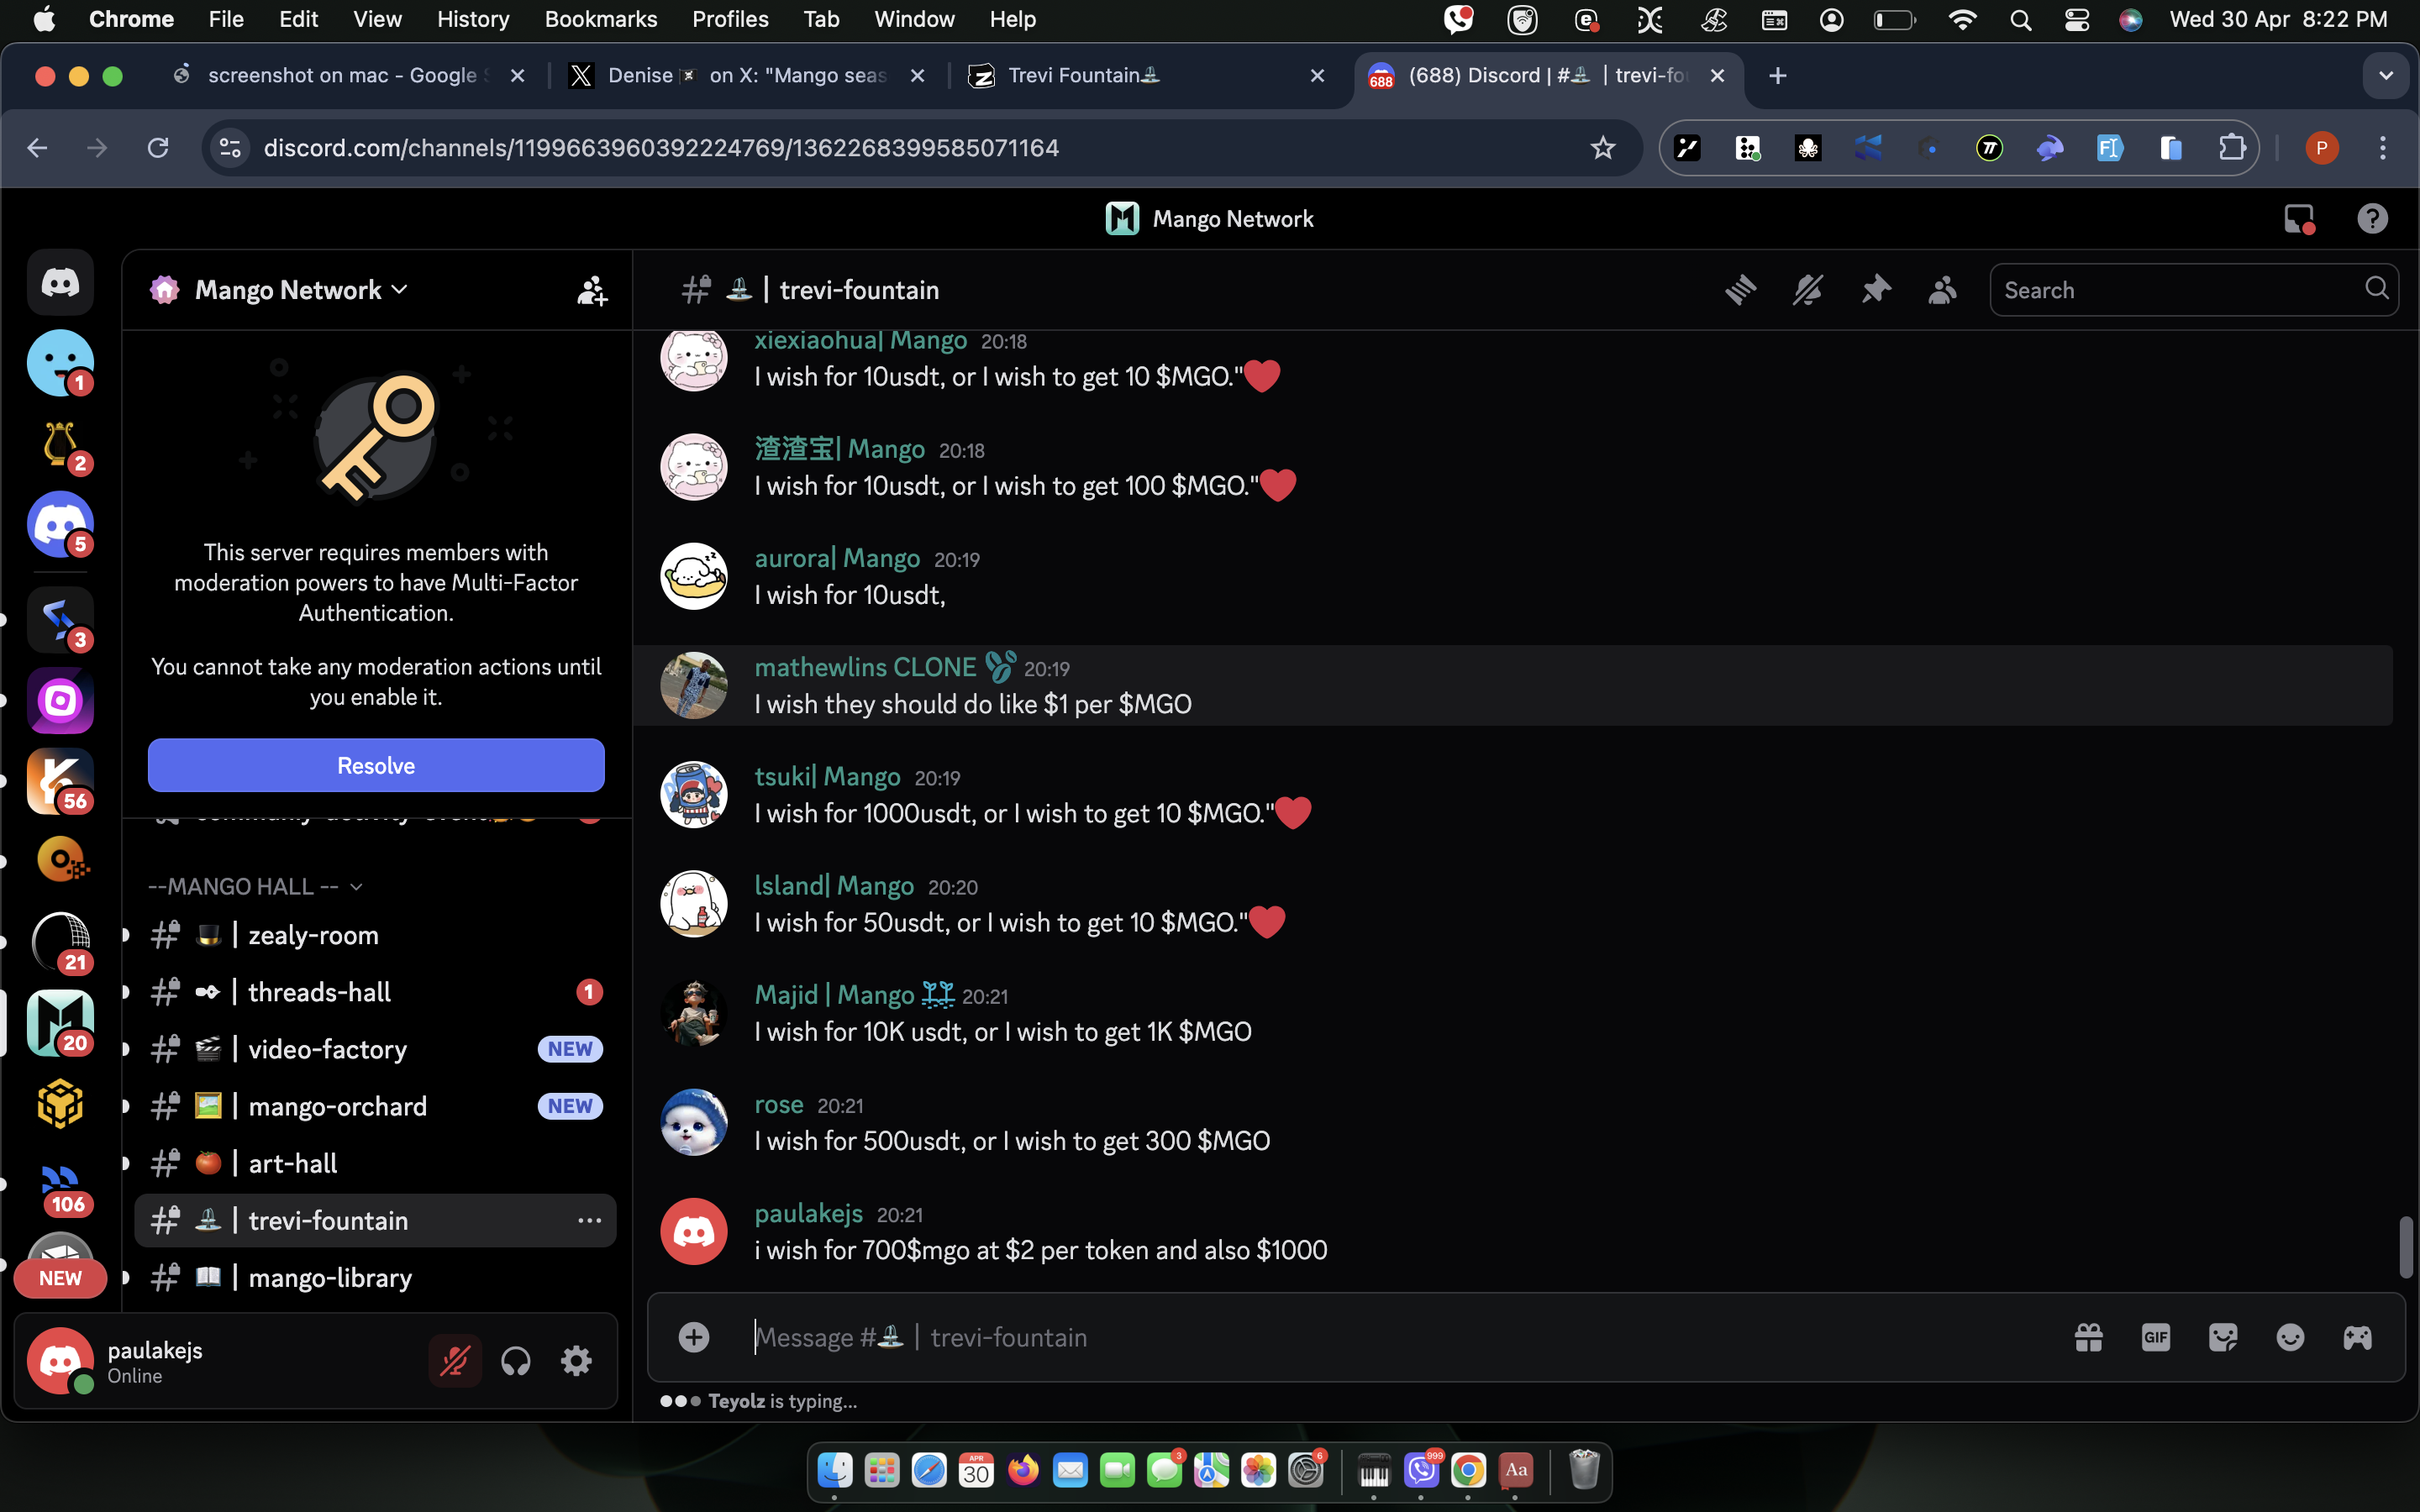 Chrome File Edit View History Bookmarks Profiles Tab Window Help Wed 30 Apr 8:22 PM
screenshot on mac - Google Denise on X: "Mango seas Trevi Fountain (688) Discord | # | trevi-fo
discord.com/channels/1199663960392224769/1362268399585071164 P
Mango Network
Mango Network
# | trevi-fountain
Search
This server requires members with
moderation powers to have Multi-Factor
Authentication.
You cannot take any moderation actions until
you enable it.
Resolve
--MANGO HALL --
| zealy-room
| threads-hall 1
| video-factory NEW
| mango-orchard NEW
| art-hall
| trevi-fountain
| mango-library
1
2
5
3
56
21
20
106
NEW
paulakejs
Online
xiexiaohua| Mango 20:18
I wish for 10usdt, or I wish to get 10 $MGO."❤️
渣渣宝| Mango 20:18
I wish for 10usdt, or I wish to get 100 $MGO."❤️
aurora| Mango 20:19
I wish for 10usdt,
mathewlins CLONE 20:19
I wish they should do like $1 per $MGO
tsuki| Mango 20:19
I wish for 1000usdt, or I wish to get 10 $MGO."❤️
lsland| Mango 20:20
I wish for 50usdt, or I wish to get 10 $MGO."❤️
Majid | Mango 20:21
I wish for 10K usdt, or I wish to get 1K $MGO
rose 20:21
I wish for 500usdt, or I wish to get 300 $MGO
paulakejs 20:21
i wish for 700$mgo at $2 per token and also $1000
Message # | trevi-fountain
GIF
Teyolz is typing...
APR
30
3
6
999
Aa